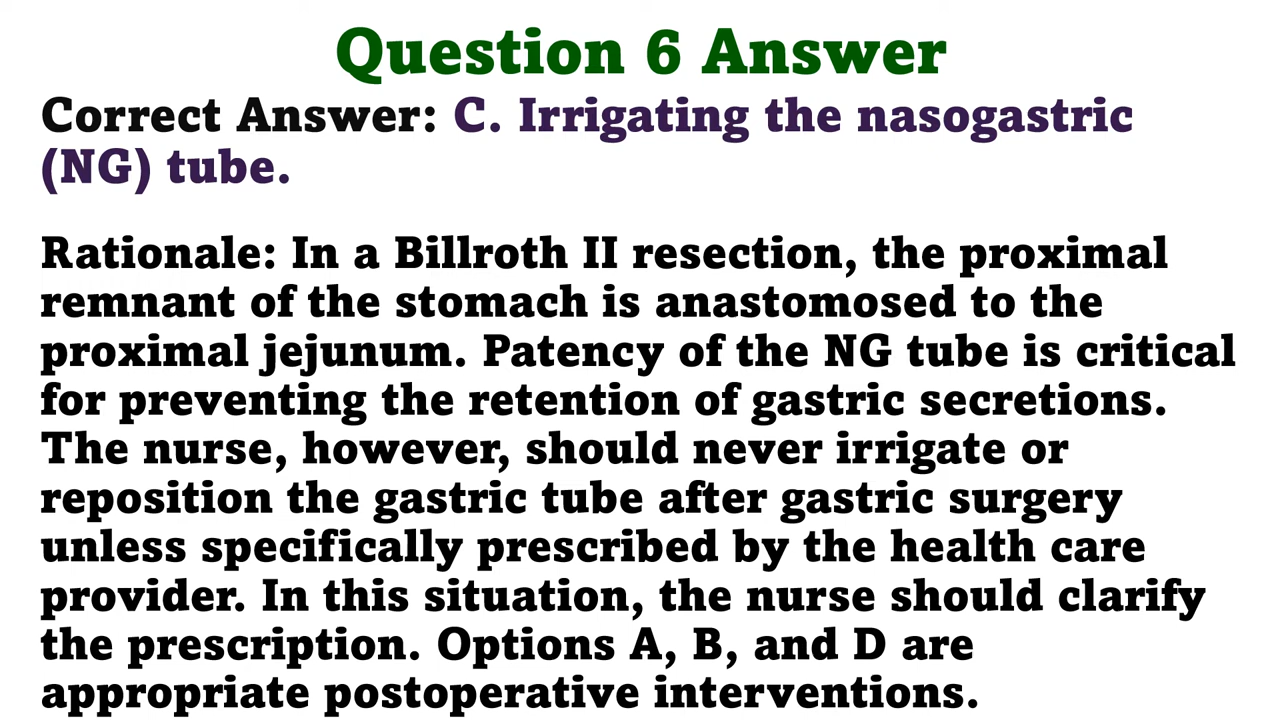 Question 6 Answer
Correct Answer: C. Irrigating the nasogastric
(NG) tube.
Rationale: In a Billroth II resection, the proximal
remnant of the stomach is anastomosed to the
proximal jejunum. Patency of the NG tube is critical
for preventing the retention of gastric secretions.
The nurse, however, should never irrigate or
reposition the gastric tube after gastric surgery
unless specifically prescribed by the health care
provider. In this situation, the nurse should clarify
the prescription. Options A, B, and D are
appropriate postoperative interventions.